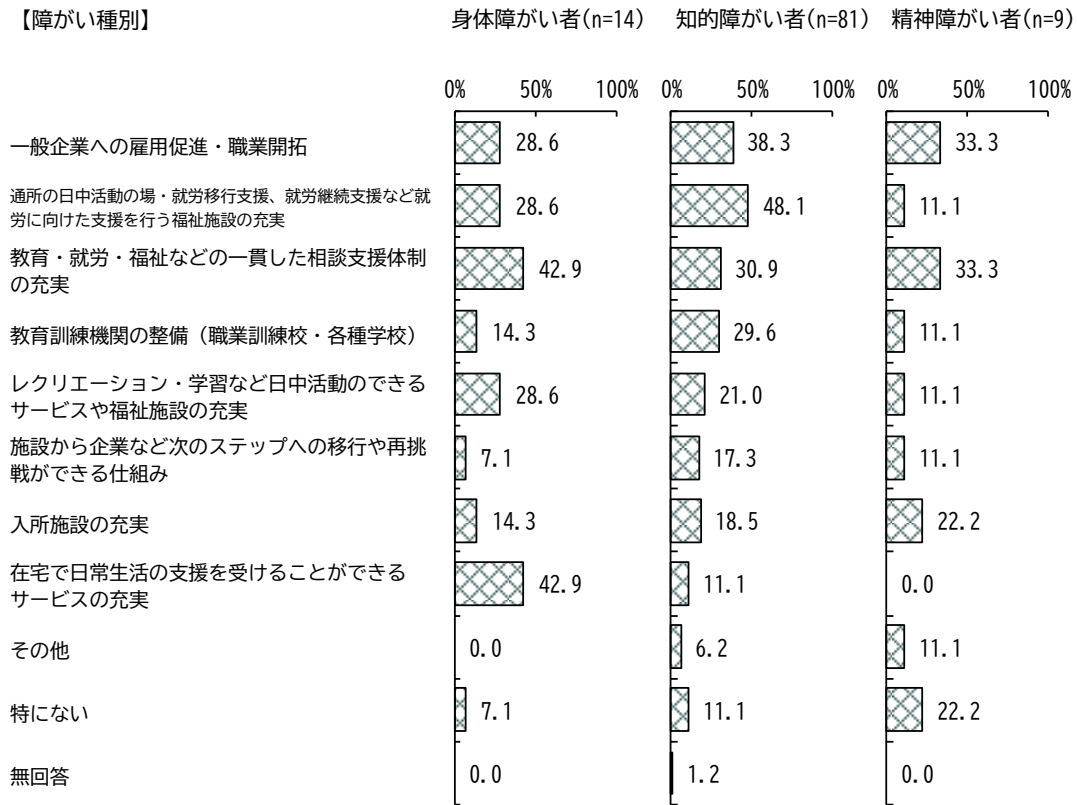 【障がい種別】 身体障がい者(n=14) 知的障がい者(n=81) 精神障がい者(n=9)
0% 50% 100% 0% 50% 100% 0% 50% 100%
一般企業への雇用促進・職業開拓 28.6 38.3 33.3
通所の日中活動の場・就労移行支援、就労継続支援など就
労に向けた支援を行う福祉施設の充実 28.6 48.1 11.1
教育・就労・福祉などの一貫した相談支援体制
の充実 42.9 30.9 33.3
教育訓練機関の整備（職業訓練校・各種学校） 14.3 29.6 11.1
レクリエーション・学習など日中活動のできる
サービスや福祉施設の充実 28.6 21.0 11.1
施設から企業など次のステップへの移行や再挑
戦ができる仕組み 7.1 17.3 11.1
入所施設の充実 14.3 18.5 22.2
在宅で日常生活の支援を受けることができる
サービスの充実 42.9 11.1 0.0
その他 0.0 6.2 11.1
特にない 7.1 11.1 22.2
無回答 0.0 1.2 0.0